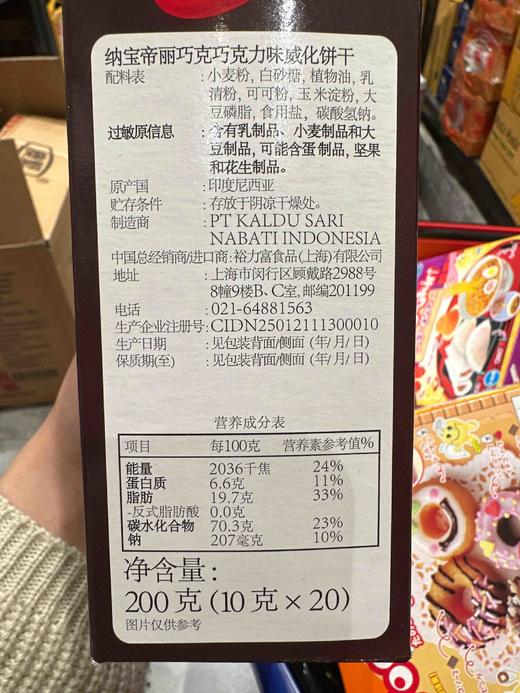 纳宝帝丽巧克巧克力味威化饼干
配料表 : 小麦粉, 白砂糖, 植物油, 乳
清粉, 可可粉, 玉米淀粉, 大
豆磷脂, 食用盐, 碳酸氢钠。
过敏原信息 : 含有乳制品、小麦制品和大
豆制品, 可能含蛋制品, 坚果
和花生制品。
原产国 : 印度尼西亚
贮存条件 : 存放于阴凉干燥处。
制造商 : PT KALDU SARI
NABATI INDONESIA
中国总经销商/进口商: 裕力富食品(上海)有限公司
地址 : 上海市闵行区顾戴路2988号
8幢9楼B、C室, 邮编201199
电话 : 021-64881563
生产企业注册号: CIDN25012111300010
生产日期 : 见包装背面/侧面 (年/月/日)
保质期(至) : 见包装背面/侧面 (年/月/日)
营养成分表
项目 每100克 营养素参考值%
能量 2036千焦 24%
蛋白质 6.6克 11%
脂肪 19.7克 33%
-反式脂肪酸 0.0克
碳水化合物 70.3克 23%
钠 207毫克 10%
净含量:
200克 (10克×20)
图片仅供参考